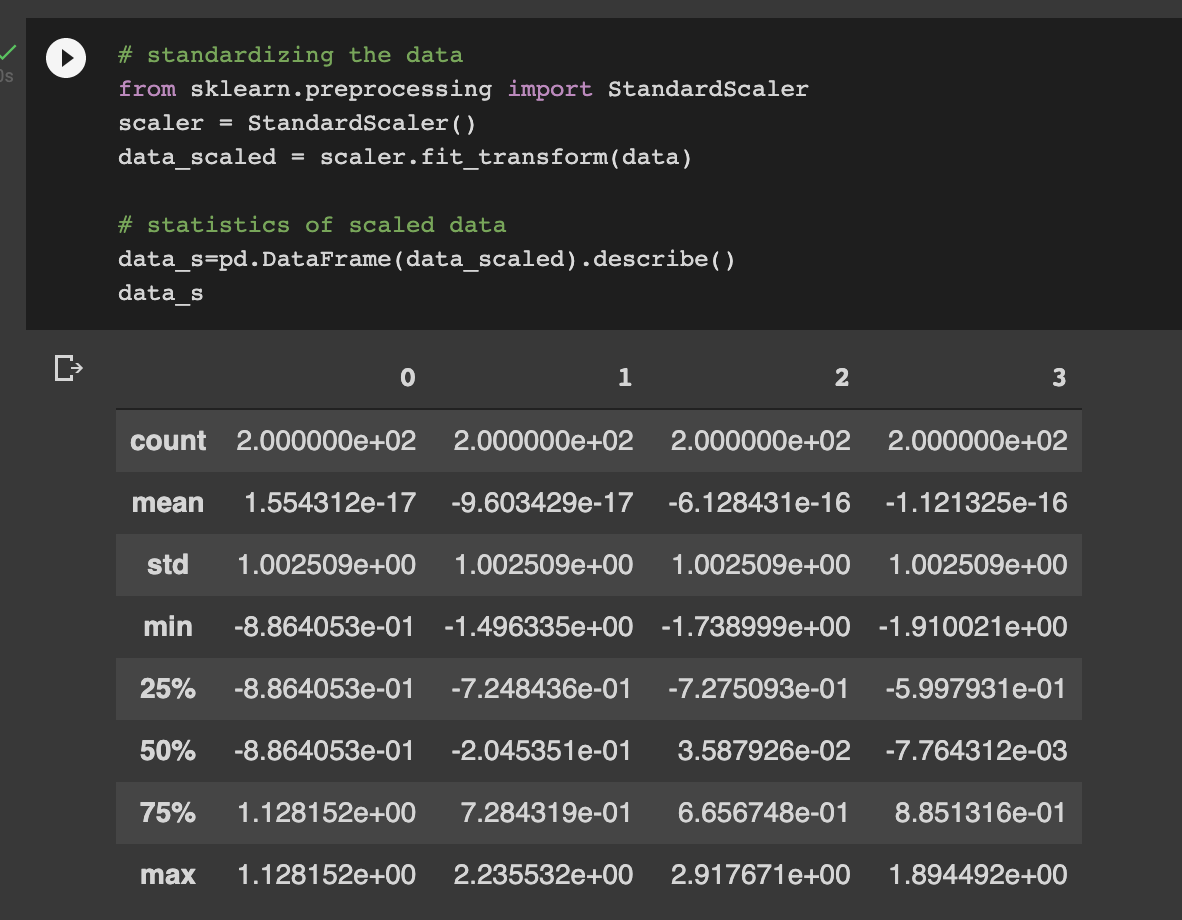 # standardizing the data
from sklearn.preprocessing import StandardScaler
0s
scaler = StandardScaler()
data_scaled = scaler.fit_transform(data)
# statistics of scaled data
data_s=pd.DataFrame(data_scaled).describe()
data_s
0 1 2 3
count 2.000000e+02 2.000000e+02 2.000000e+02 2.000000e+02
mean 1.554312e-17 -9.603429e-17 -6.128431e-16 -1.121325e-16
std 1.002509e+00 1.002509e+00 1.002509e+00 1.002509e+00
min -8.864053e-01 -1.496335e+00 -1.738999e+00 -1.910021e+00
25% -8.864053e-01 -7.248436e-01 -7.275093e-01 -5.997931e-01
50% -8.864053e-01 -2.045351e-01 3.587926e-02 -7.764312e-03
75% 1.128152e+00 7.284319e-01 6.656748e-01 8.851316e-01
max 1.128152e+00 2.235532e+00 2.917671e+00 1.894492e+00